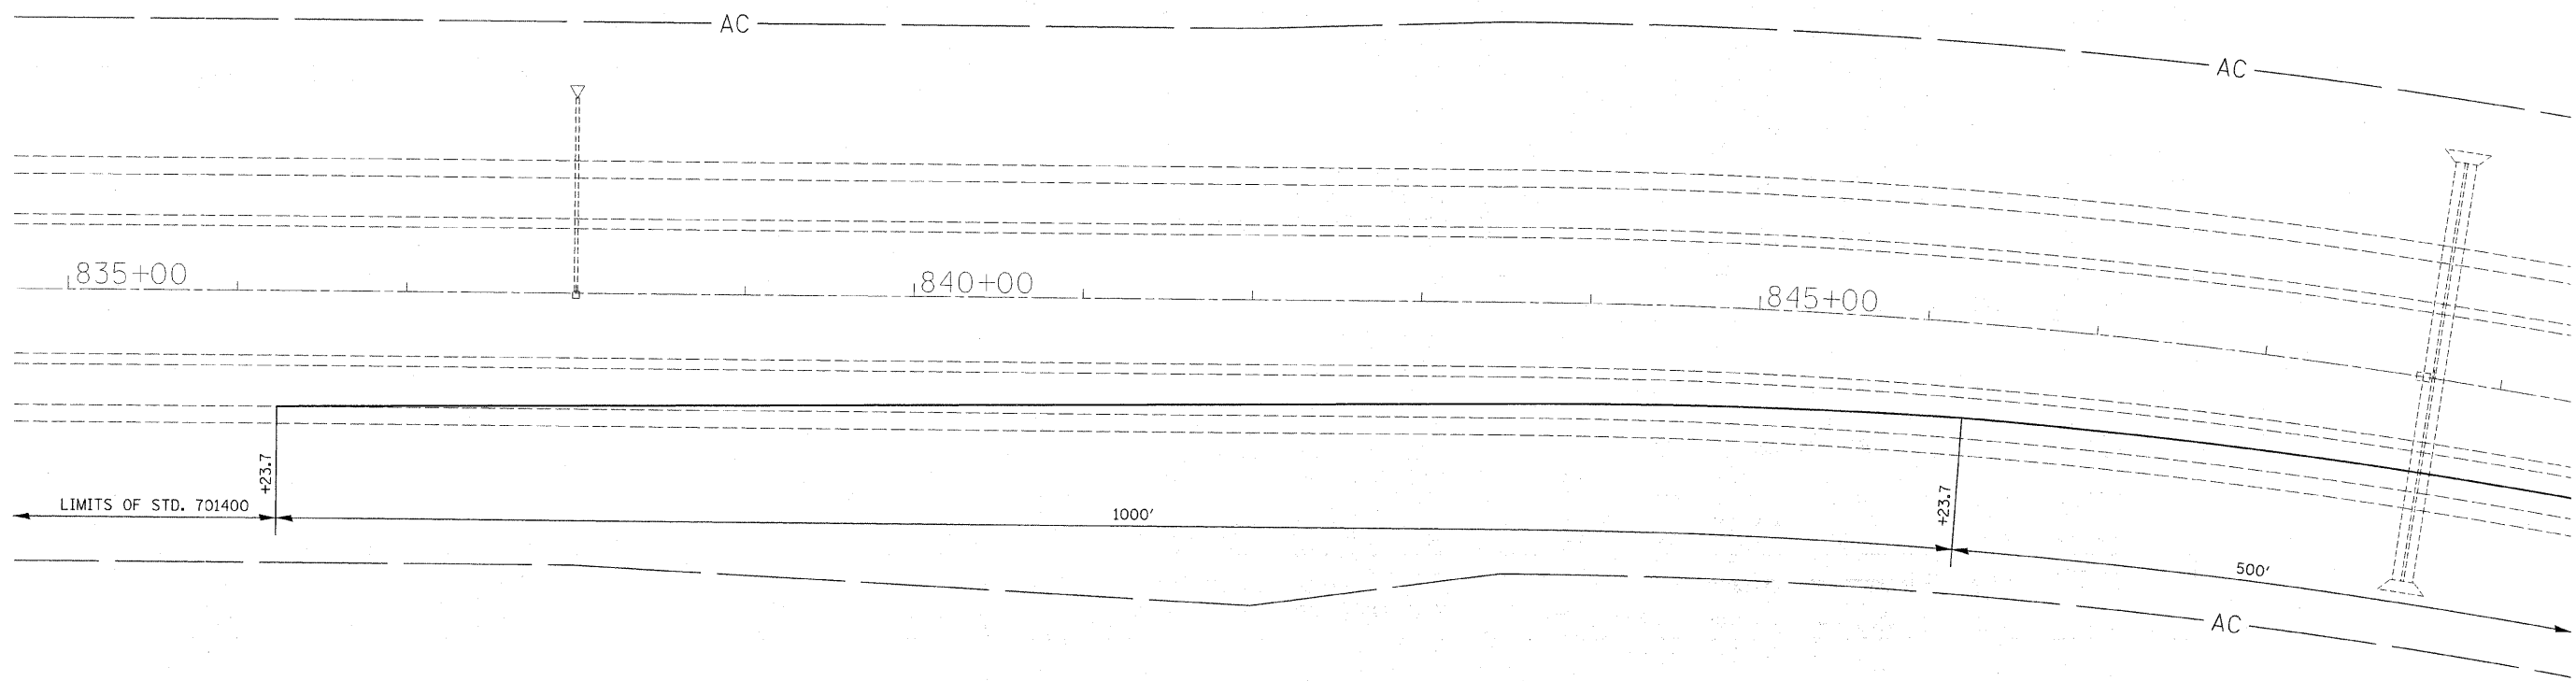 AC
AC
835+00
840+00
845+00
+23.7
LIMITS OF STD. 701400
1000'
+23.7
500'
AC